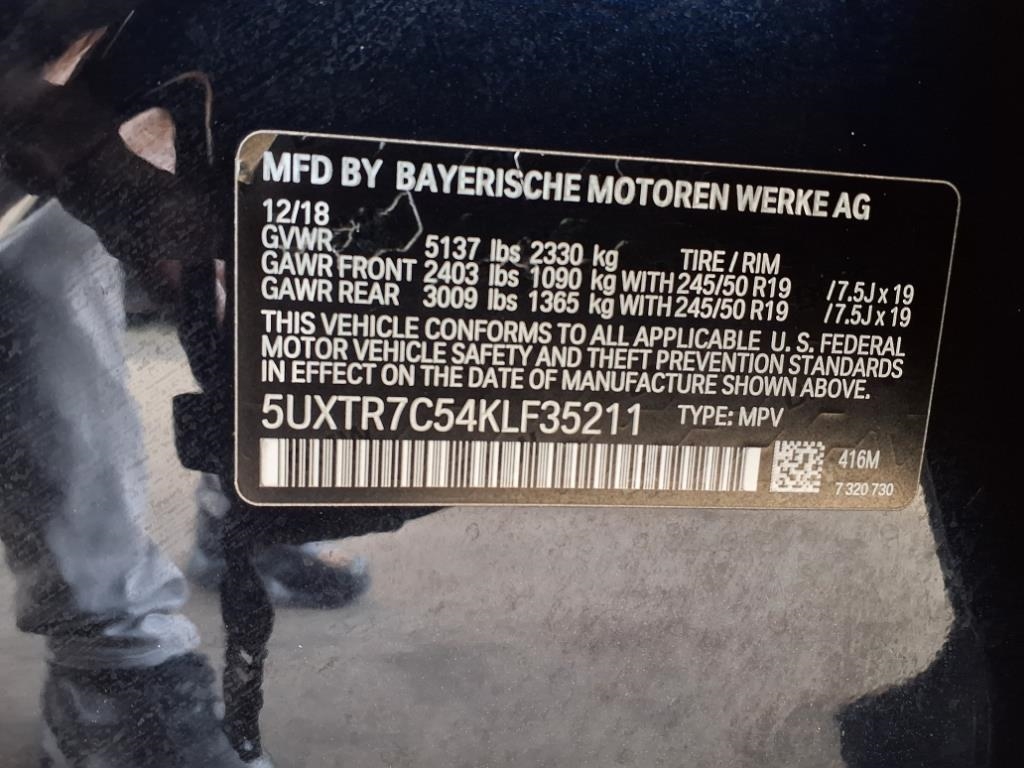 MFD BY BAYERISCHE MOTOREN WERKE AG
12/18
GVWR 5137 lbs 2330 kg TIRE / RIM
GAWR FRONT 2403 lbs 1090 kg WITH 245/50 R19 /7.5J x 19
GAWR REAR 3009 lbs 1365 kg WITH 245/50 R19 /7.5J x 19
THIS VEHICLE CONFORMS TO ALL APPLICABLE U. S. FEDERAL
MOTOR VEHICLE SAFETY AND THEFT PREVENTION STANDARDS
IN EFFECT ON THE DATE OF MANUFACTURE SHOWN ABOVE.
5UXTR7C54KLF35211 TYPE: MPV
416M
7 320 730